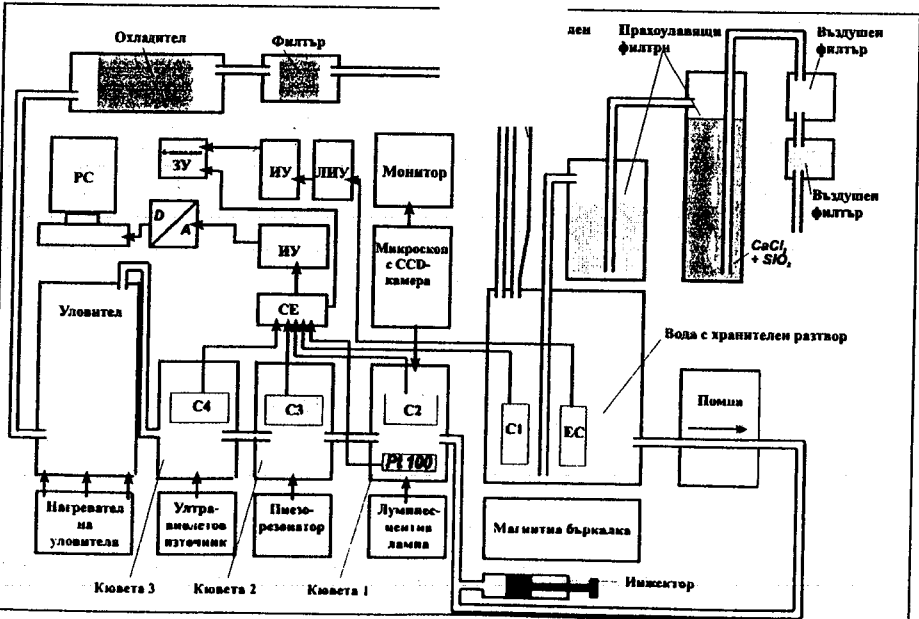 Охладител
Филтър
лен
Прахоулавящи
филтри
Въздушен
филтър
PC
ЗУ
ИУ
ЛИУ
Монитор
D
A
ИУ
Микроскоп
с CCD-
камера
Въздушен
филтър
CaCl₂
+ SiO₂
СЕ
Уловител
Вода с хранителен разтвор
C4
C3
C2
C1
EC
Помпа
Pt 100
Нагревател
на
уловителя
Ултра-
виолетов
източник
Пиезо-
резонатор
Луминес-
центна
лампа
Магнитна бъркалка
Кювета 3
Кювета 2
Кювета 1
Инжектор